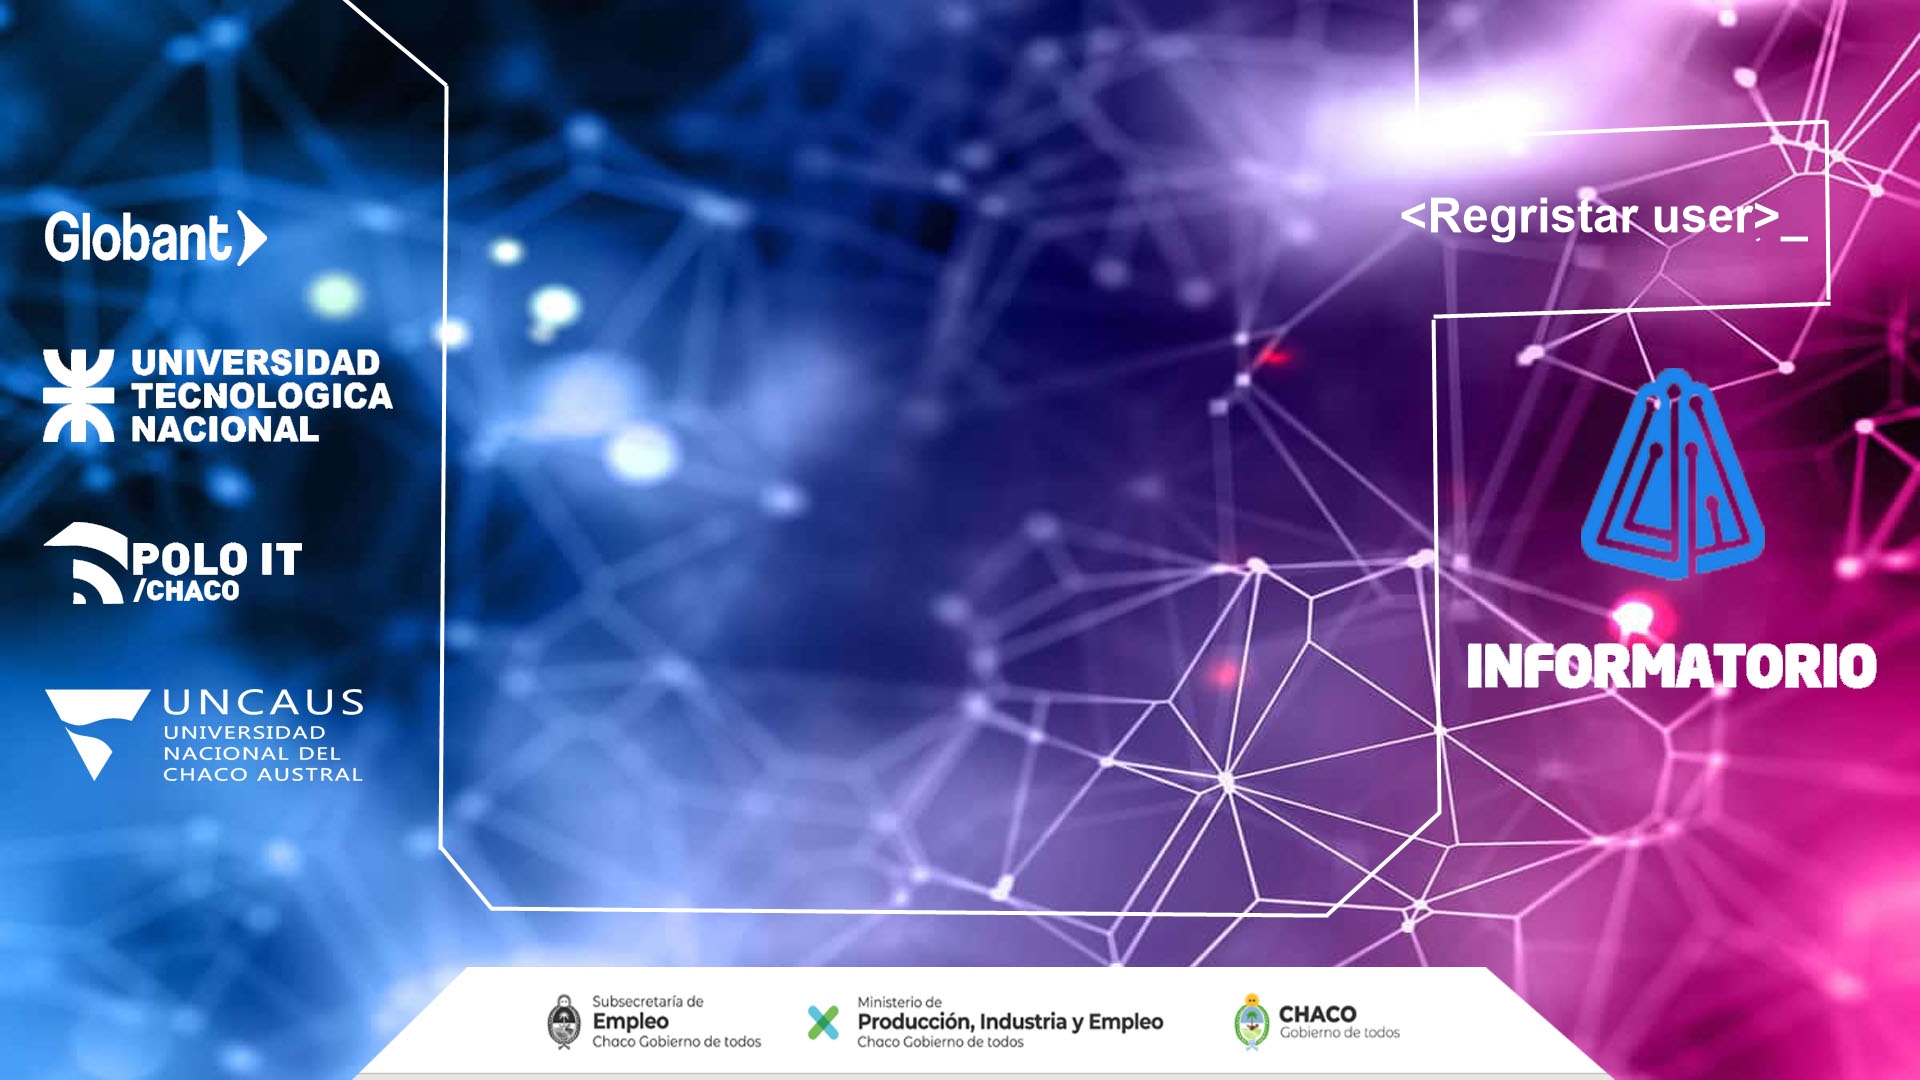 Globant
UNIVERSIDAD
TECNOLOGICA
NACIONAL
POLO IT
/CHACO
UNCAUS
UNIVERSIDAD
NACIONAL DEL
CHACO AUSTRAL
<Regristar user>_
INFORMATORIO
Subsecretaría de
Empleo
Chaco Gobierno de todos
Ministerio de
Producción, Industria y Empleo
Chaco Gobierno de todos
CHACO
Gobierno de todos